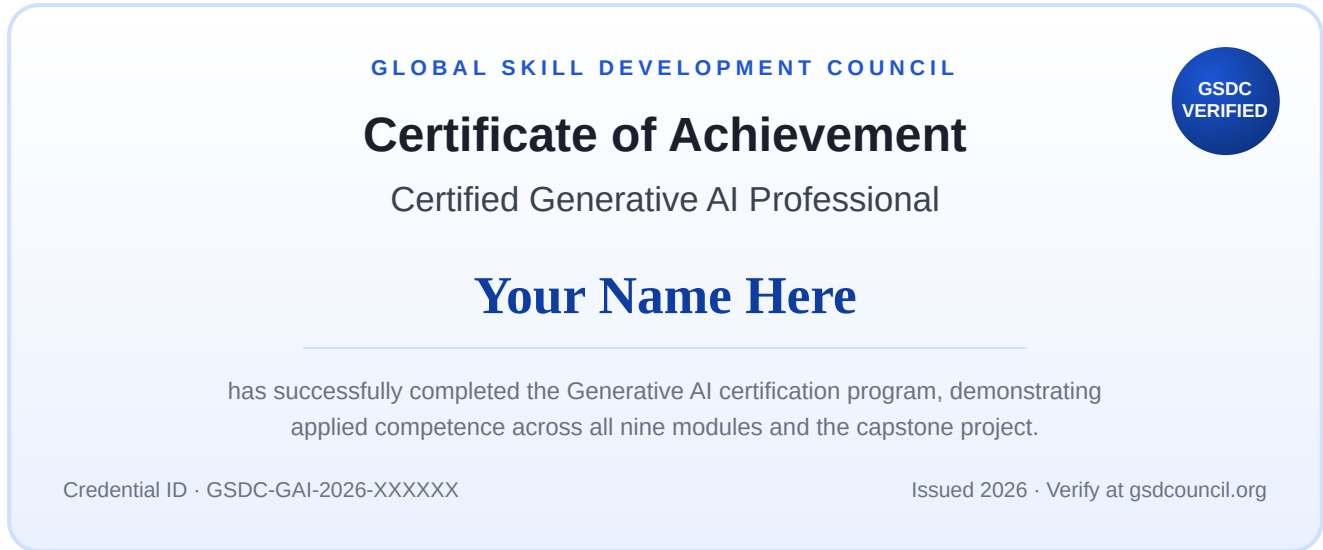 GLOBAL SKILL DEVELOPMENT COUNCIL
GSDC
VERIFIED
Certificate of Achievement
Certified Generative AI Professional
Your Name Here
has successfully completed the Generative AI certification program, demonstrating
applied competence across all nine modules and the capstone project.
Credential ID · GSDC-GAI-2026-XXXXXX
Issued 2026 · Verify at gsdcouncil.org